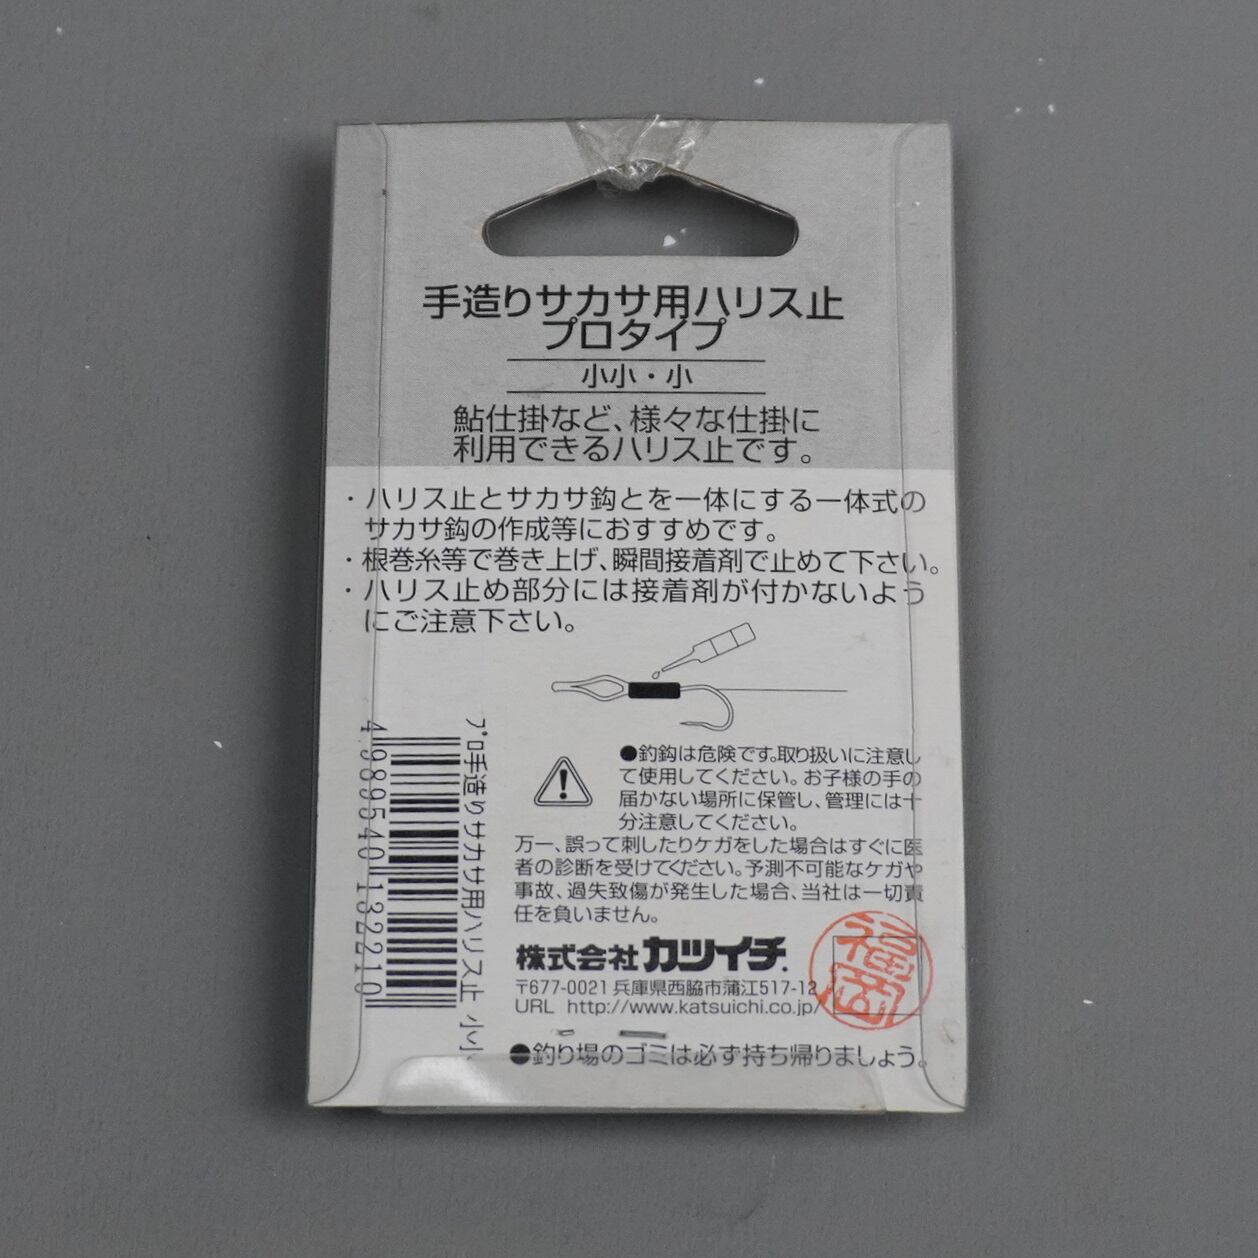 手造りサカサ用ハリス止
プロタイプ
小小・小
鮎仕掛など、様々な仕掛に
利用できるハリス止です。
・ハリス止とサカサ鈎とを一体にする一体式の
サカサ鈎の作成等におすすめです。
・根巻糸等で巻き上げ、瞬間接着剤で止めて下さい。
・ハリス止め部分には接着剤が付かないよう
にご注意下さい。
●釣鈎は危険です。取り扱いに注意し
て使用してください。お子様の手の
届かない場所に保管し、管理には十
分注意してください。
万一、誤って刺したりケガをした場合はすぐに医
者の診断を受けてください。予測不可能なケガや
事故、過失致傷が発生した場合、当社は一切責
任を負いません。
株式会社 カツイチ.
〒677-0021 兵庫県西脇市蒲江517-12
URL http://www.katsuichi.co.jp/
福岡
●釣り場のゴミは必ず持ち帰りましょう。
プロ手造りサカサ用ハリス止 小小
4 989540 132210